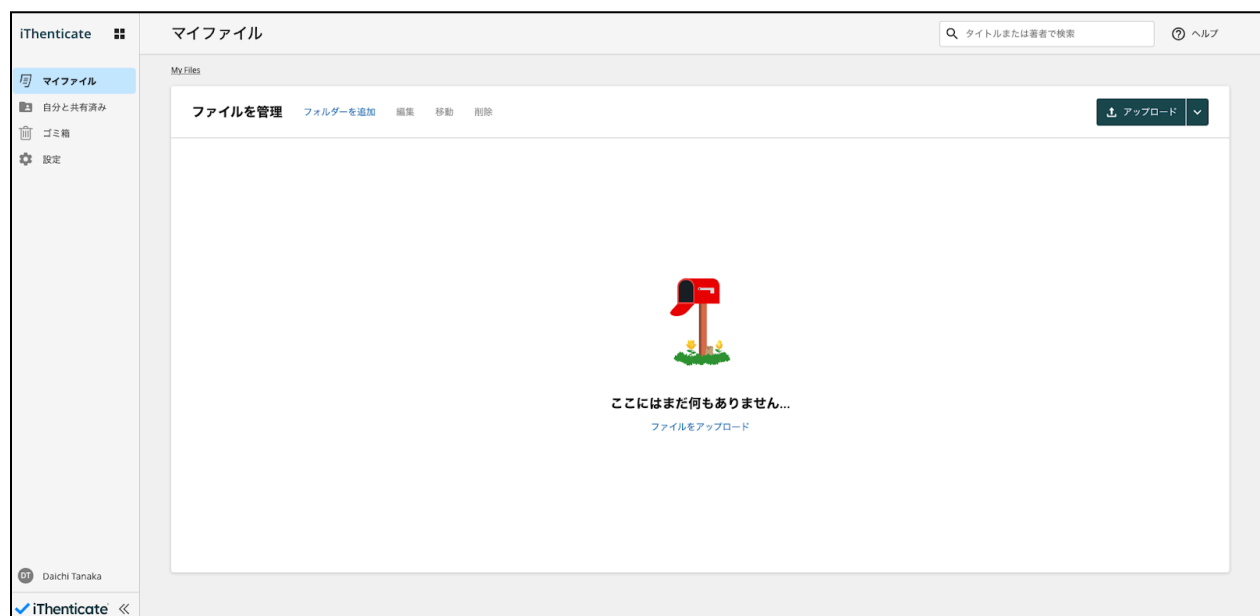 iThenticate
マイファイル
タイトルまたは著者で検索
ヘルプ
マイファイル
自分と共有済み
ゴミ箱
設定
My Files
ファイルを管理 フォルダーを追加 編集 移動 削除
アップロード
ここにはまだ何もありません...
ファイルをアップロード
DT Daichi Tanaka
iThenticate